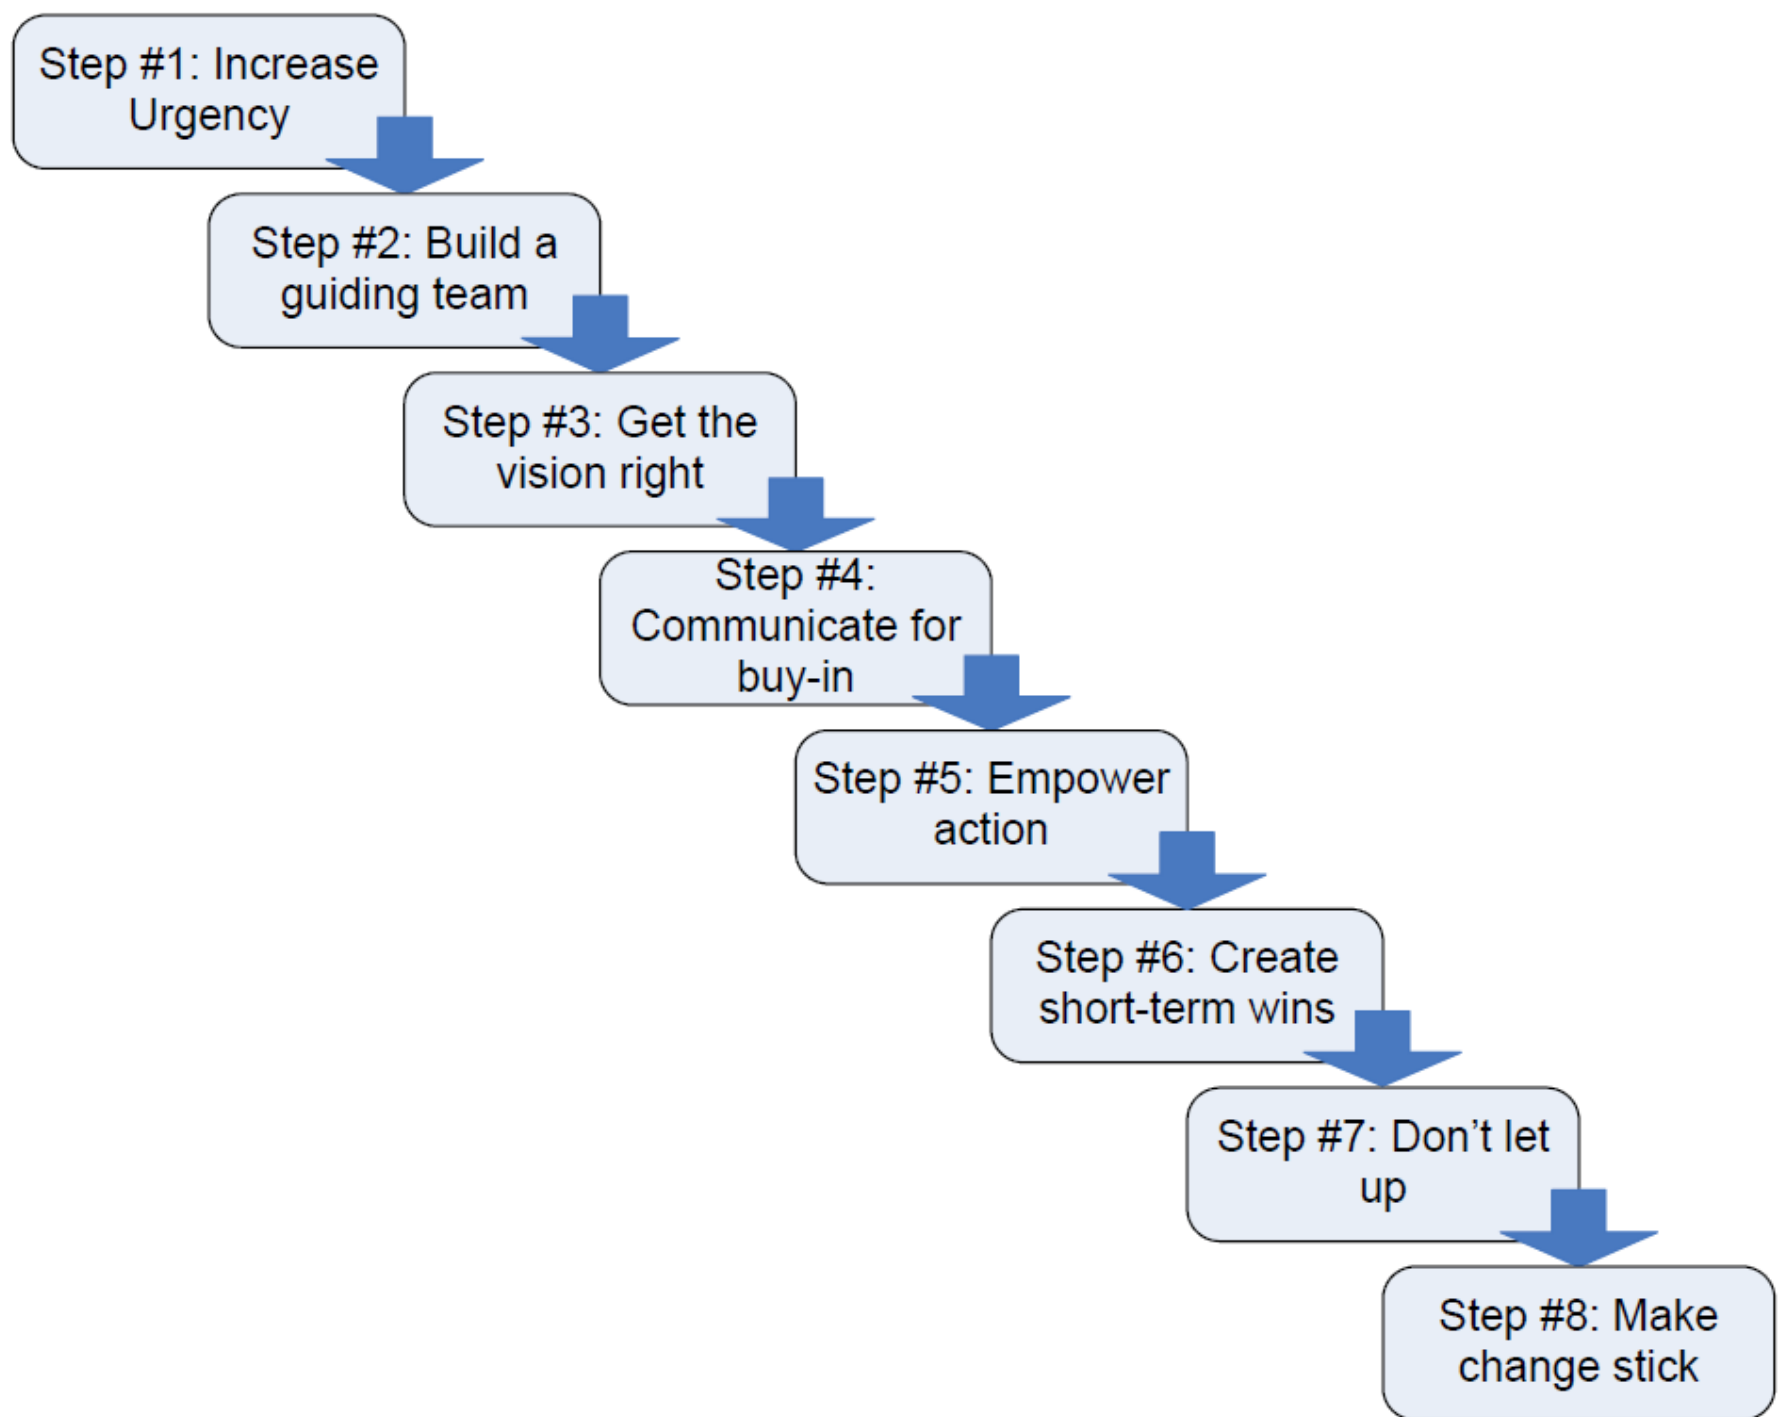 Step #1: Increase
Urgency
Step #2: Build a
guiding team
Step #3: Get the
vision right
Step #4:
Communicate for
buy-in
Step #5: Empower
action
Step #6: Create
short-term wins
Step #7: Don’t let
up
Step #8: Make
change stick